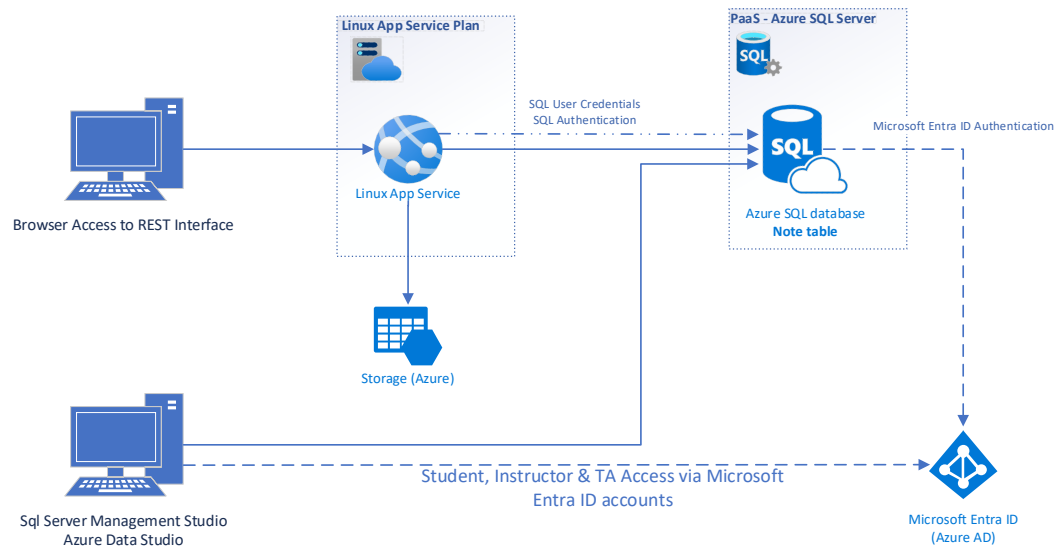 Linux App Service Plan
PaaS - Azure SQL Server
SQL
SQL User Credentials
SQL Authentication
Microsoft Entra ID Authentication
SQL
Linux App Service
Browser Access to REST Interface
Azure SQL database
Note table
Storage (Azure)
Student, Instructor & TA Access via Microsoft
Entra ID accounts
Sql Server Management Studio
Azure Data Studio
Microsoft Entra ID
(Azure AD)